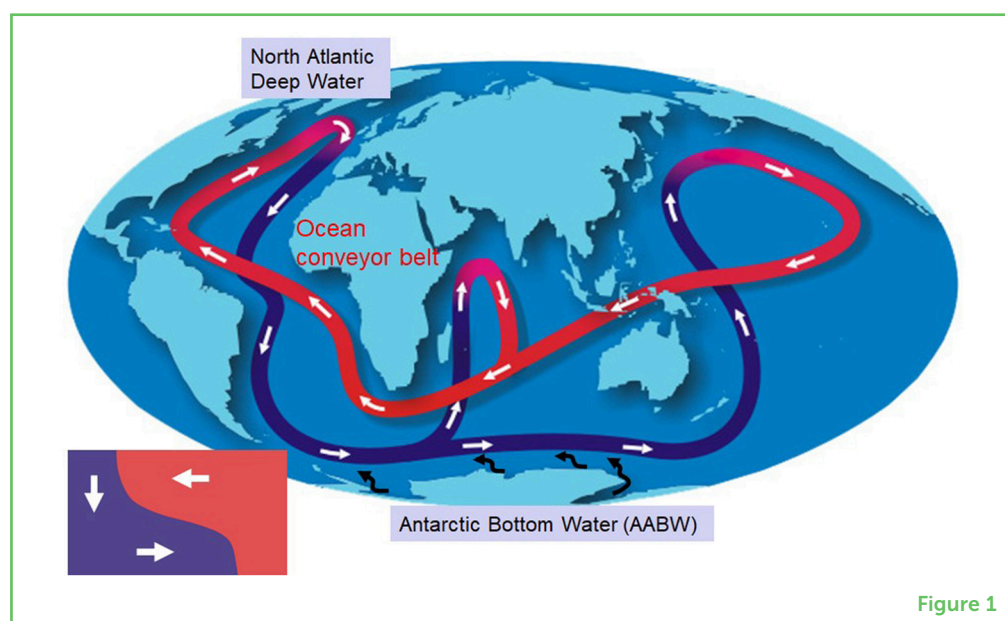 North Atlantic
Deep Water
Ocean
conveyor belt
Antarctic Bottom Water (AABW)
Figure 1